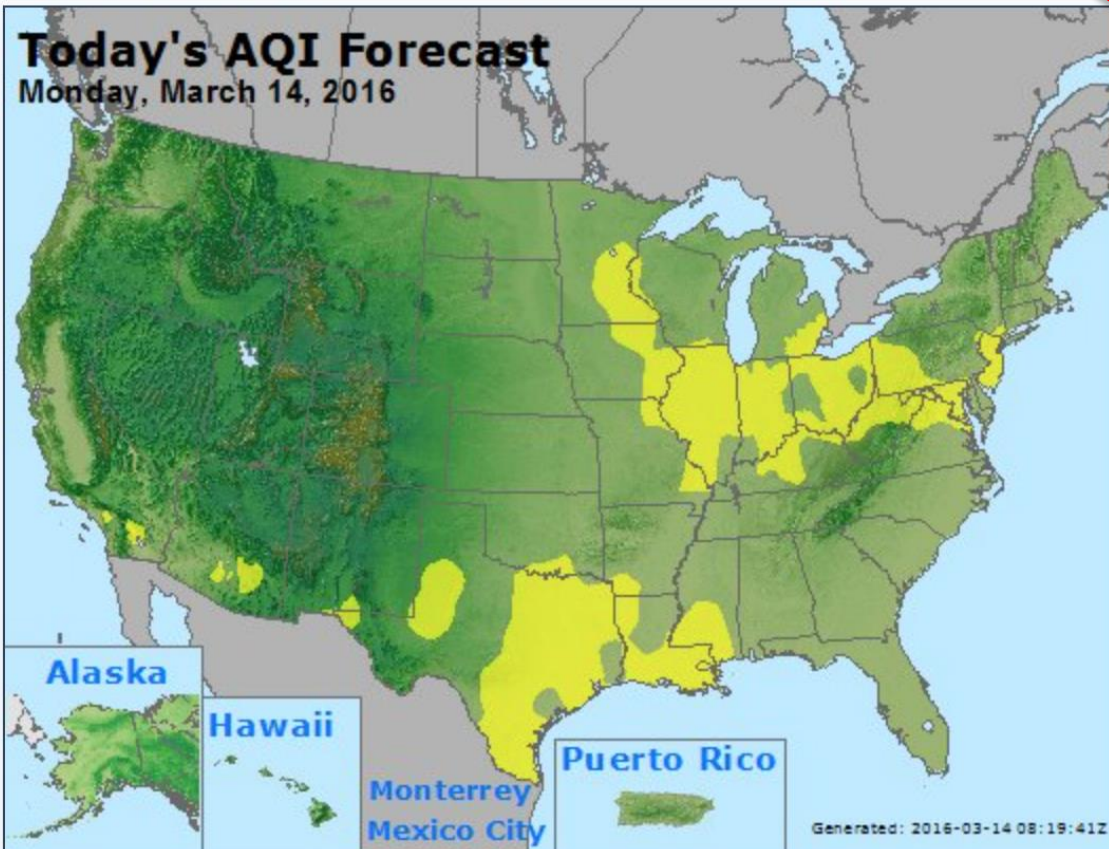 Today's AQI Forecast
Monday, March 14, 2016
Alaska
Hawaii
Puerto Rico
Monterrey
Mexico City
Generated: 2016-03-14 08:19:41Z